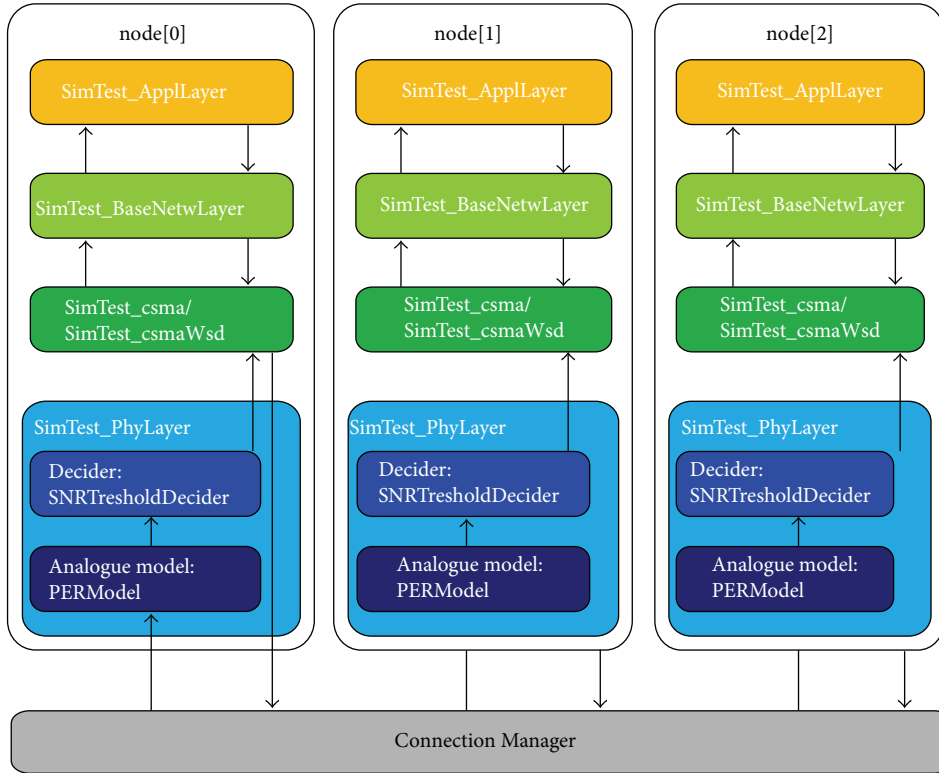 node[0]
SimTest_ApplLayer
SimTest_BaseNetwLayer
SimTest_csma/
SimTest_csmaWsd
SimTest_PhyLayer
Decider:
SNRTresholdDecider
Analogue model:
PERModel
node[1]
SimTest_ApplLayer
SimTest_BaseNetwLayer
SimTest_csma/
SimTest_csmaWsd
SimTest_PhyLayer
Decider:
SNRTresholdDecider
Analogue model:
PERModel
node[2]
SimTest_ApplLayer
SimTest_BaseNetwLayer
SimTest_csma/
SimTest_csmaWsd
SimTest_PhyLayer
Decider:
SNRTresholdDecider
Analogue model:
PERModel
Connection Manager